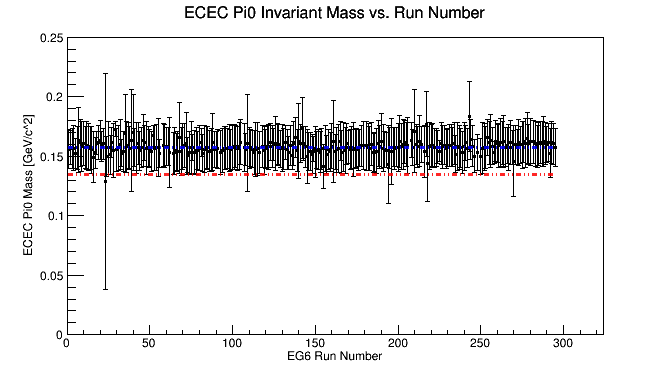 ECEC Pi0 Invariant Mass vs. Run Number
ECEC Pi0 Mass [GeV/c^2]
0.25
0.2
0.15
0.1
0.05
0
0 50 100 150 200 250 300
EG6 Run Number